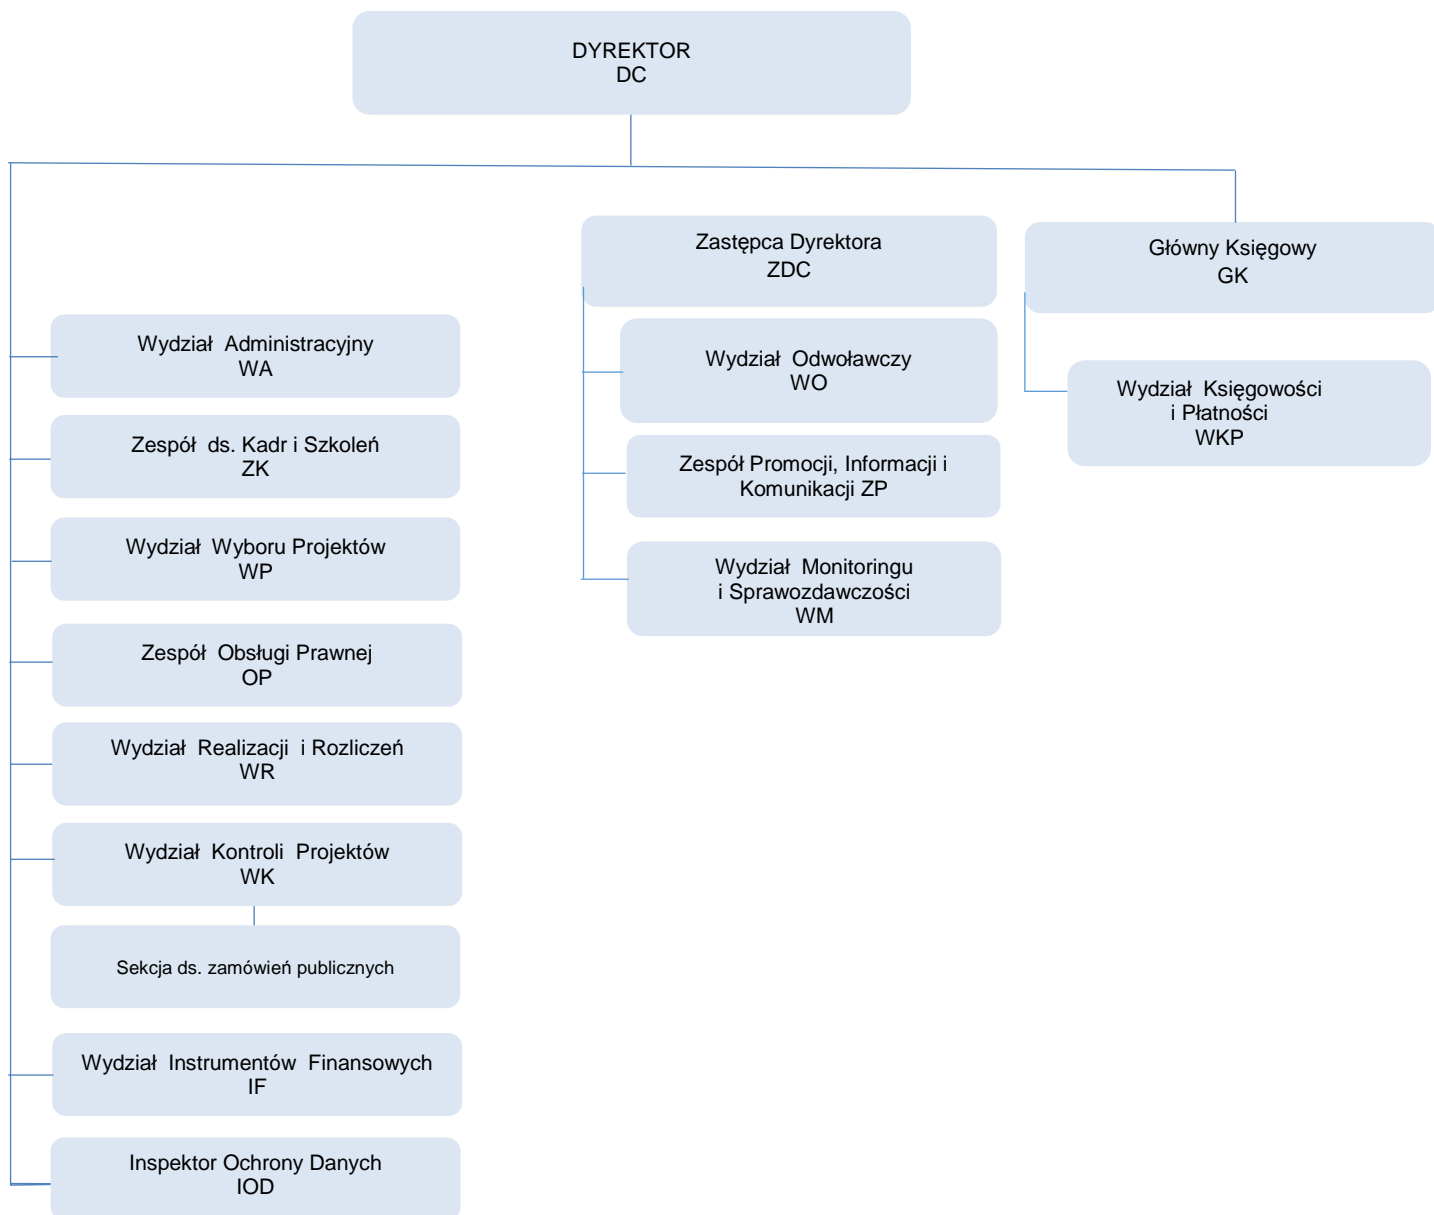 DYREKTOR
DC
Zastępca Dyrektora
ZDC
Główny Księgowy
GK
Wydział Administracyjny
WA
Zespół ds. Kadr i Szkoleń
ZK
Wydział Wyboru Projektów
WP
Zespół Obsługi Prawnej
OP
Wydział Realizacji i Rozliczeń
WR
Wydział Kontroli Projektów
WK
Sekcja ds. zamówień publicznych
Wydział Instrumentów Finansowych
IF
Inspektor Ochrony Danych
IOD
Wydział Odwoławczy
WO
Zespół Promocji, Informacji i
Komunikacji ZP
Wydział Monitoringu
i Sprawozdawczości
WM
Wydział Księgowości
i Płatności
WKP